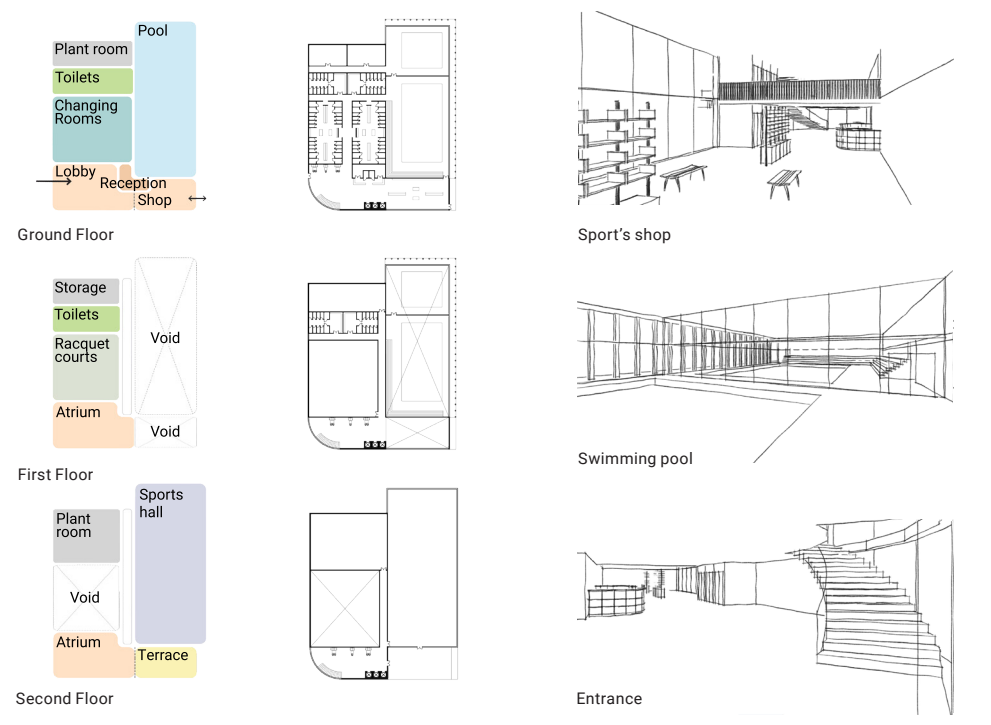 Pool
Plant room
Toilets
Changing
Rooms
Lobby
Reception
Shop
Ground Floor
Sport's shop
Storage
Toilets
Racquet
courts
Void
Atrium
Void
First Floor
Swimming pool
Sports
hall
Plant
room
Void
Atrium
Terrace
Second Floor
Entrance